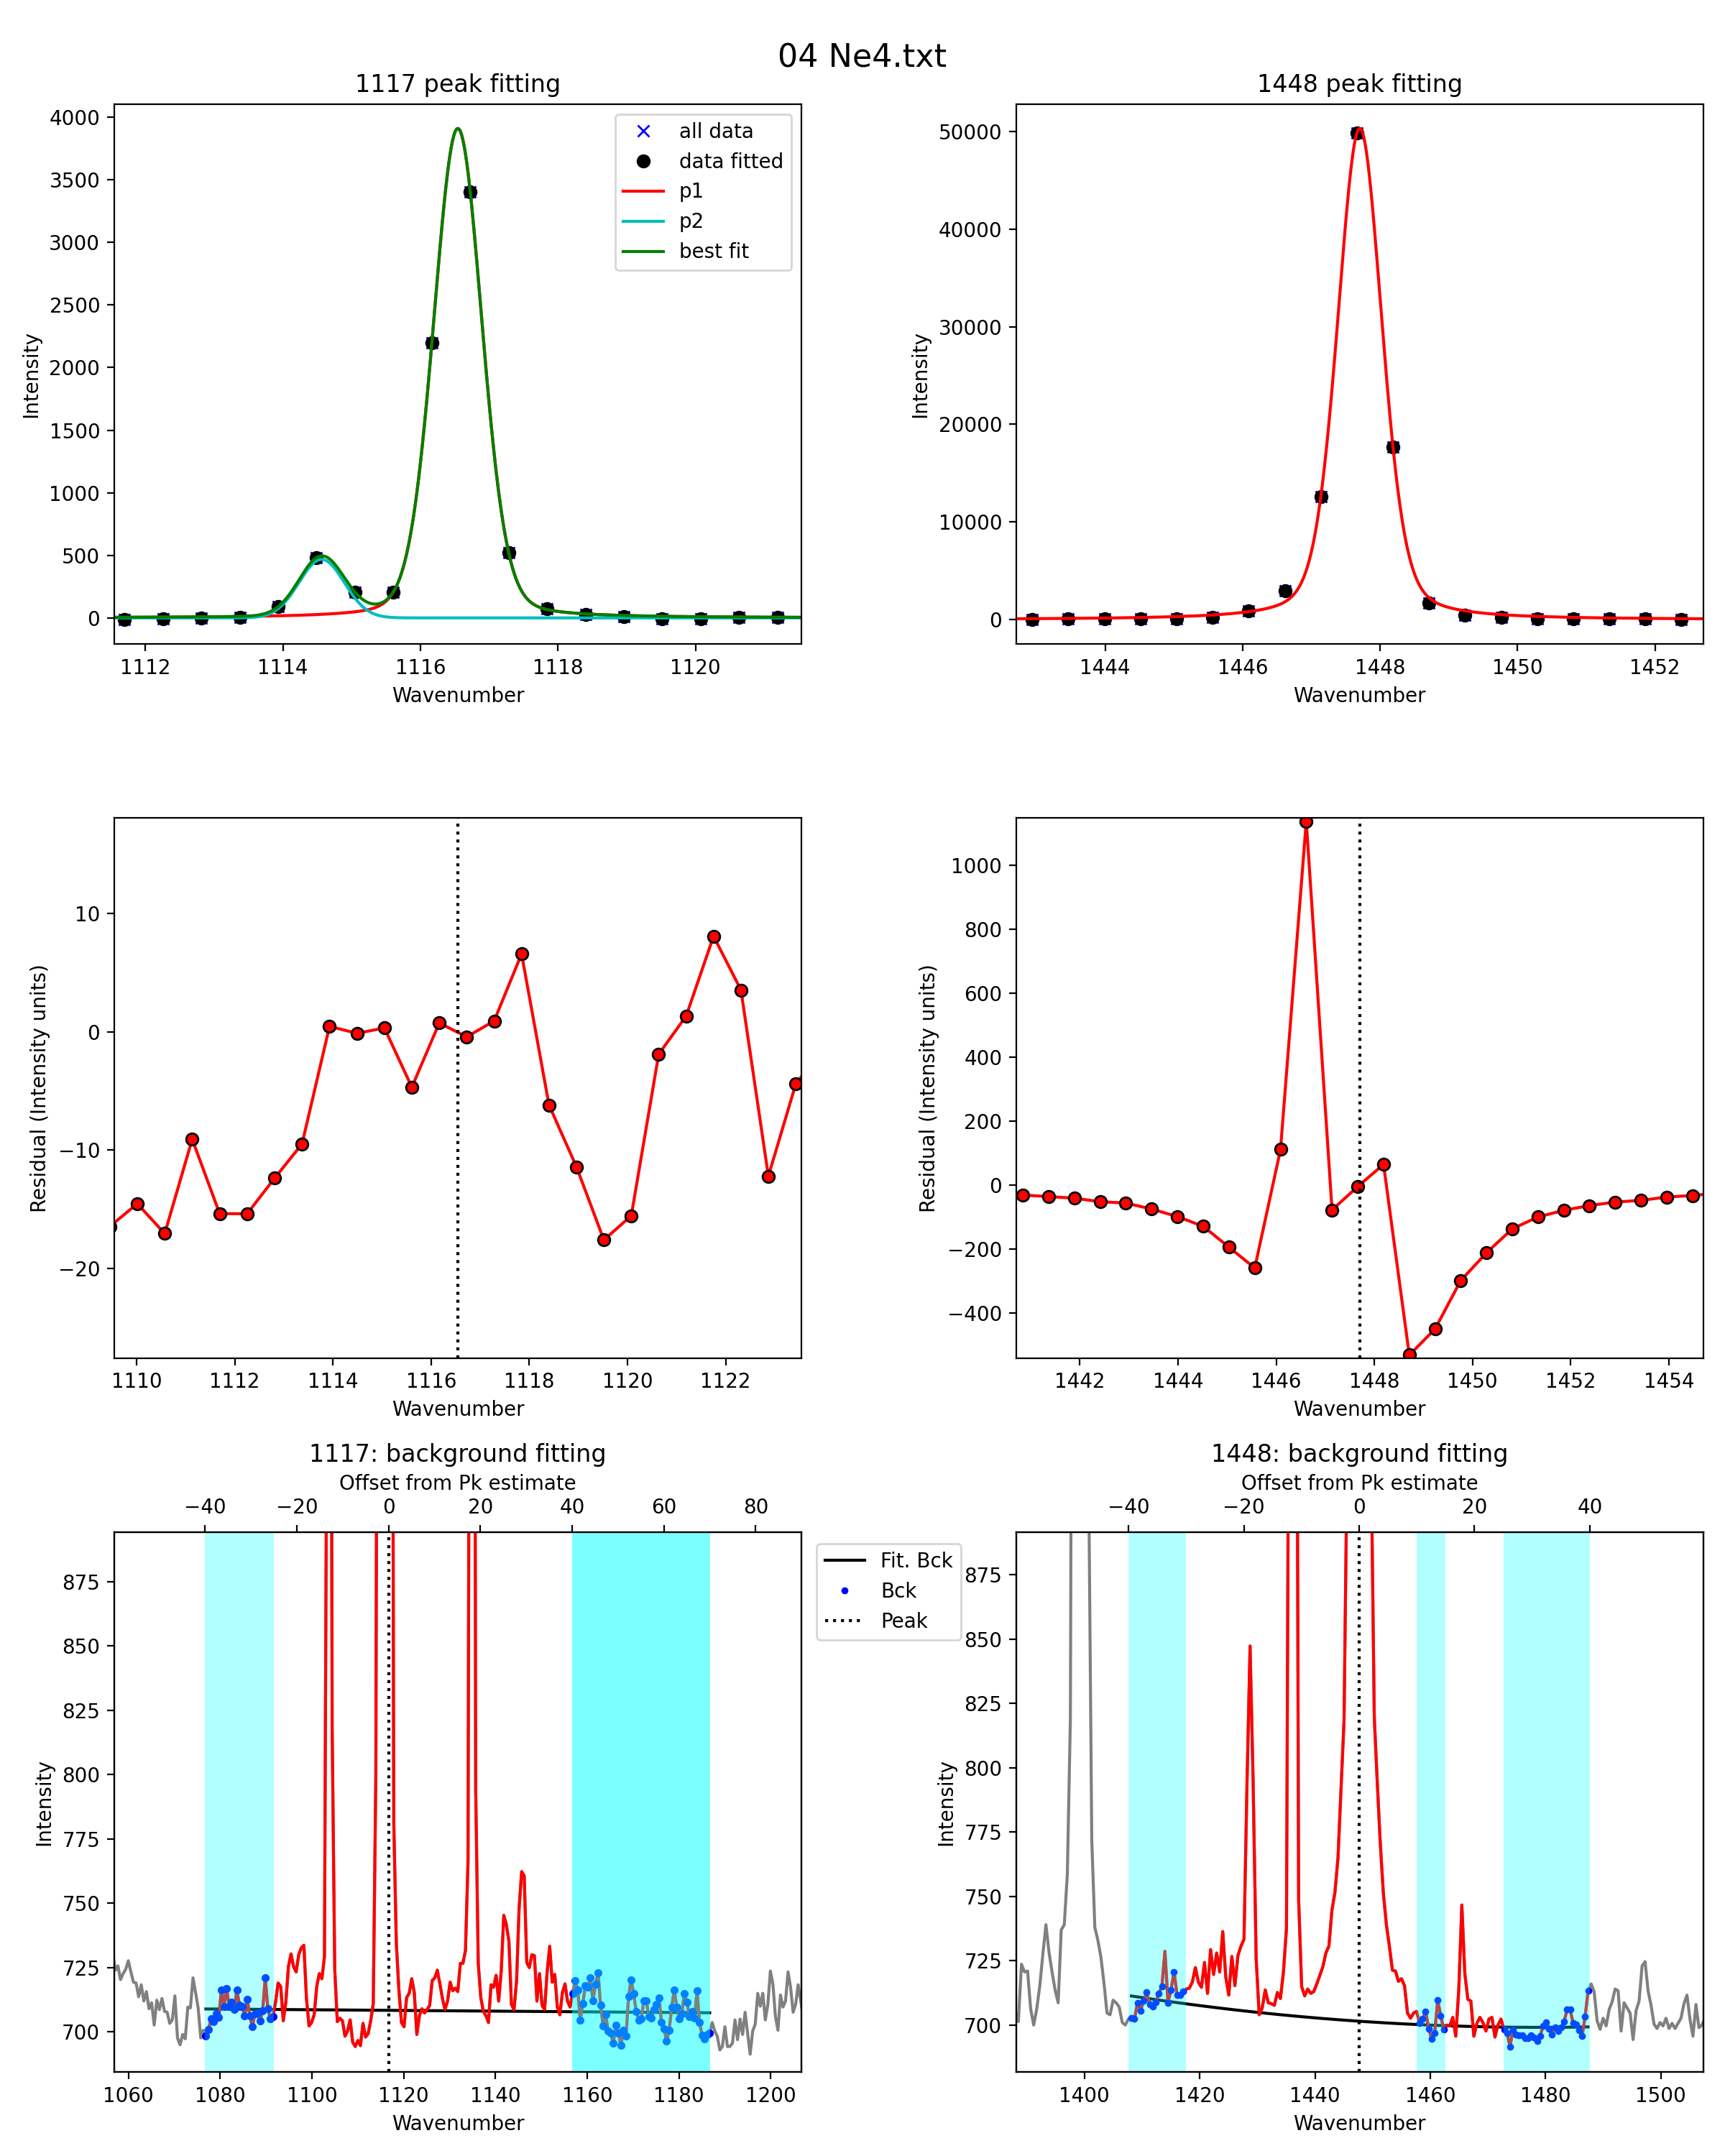 04 Ne4.txt
1117 peak fitting
4000
3500
3000
2500
2000
1500
1000
500
0
Intensity
all data
data fitted
p1
p2
best fit
1112 1114 1116 1118 1120
Wavenumber
1448 peak fitting
50000
40000
30000
20000
10000
0
Intensity
1444 1446 1448 1450 1452
Wavenumber
10
0
−10
−20
Residual (Intensity units)
1110 1112 1114 1116 1118 1120 1122
Wavenumber
1000
800
600
400
200
0
−200
−400
Residual (Intensity units)
1442 1444 1446 1448 1450 1452 1454
Wavenumber
1117: background fitting
Offset from Pk estimate
−40 −20 0 20 40 60 80
875
850
825
800
775
750
725
700
Intensity
1060 1080 1100 1120 1140 1160 1180 1200
Wavenumber
Fit. Bck
Bck
Peak
1448: background fitting
Offset from Pk estimate
−40 −20 0 20 40
875
850
825
800
775
750
725
700
Intensity
1400 1420 1440 1460 1480 1500
Wavenumber